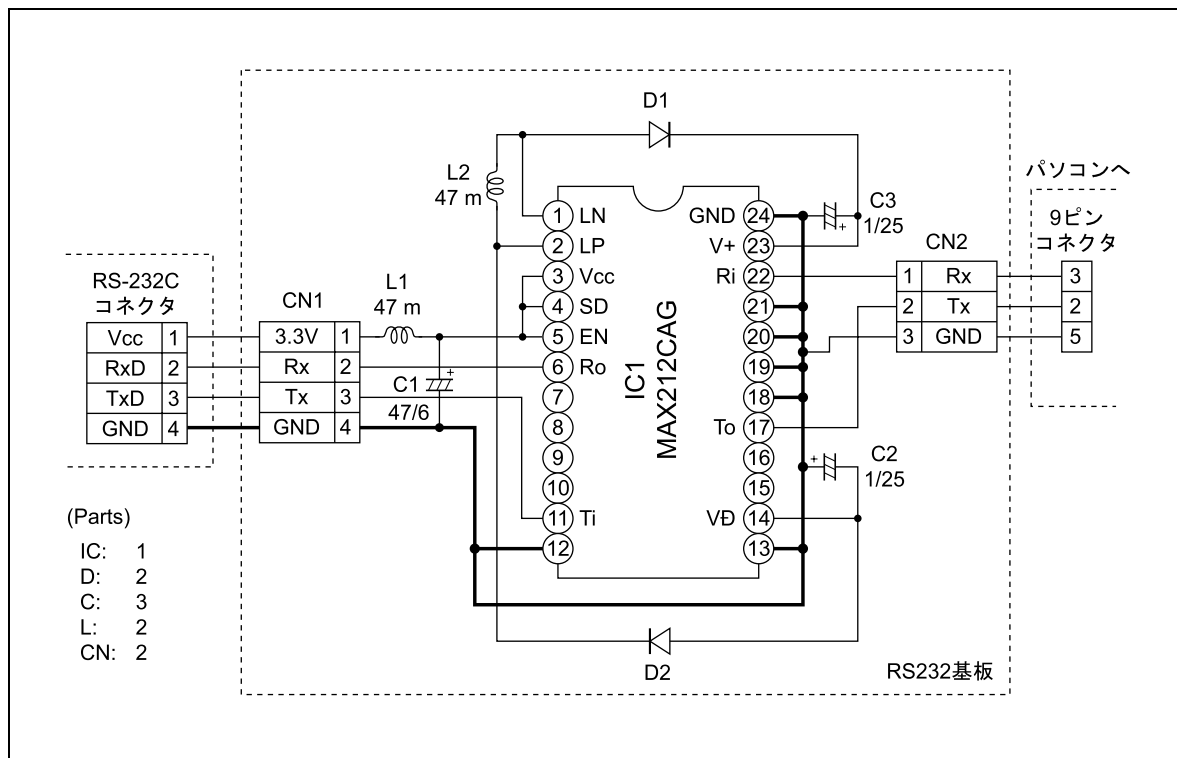 D1
L2
47 m
パソコンへ
C3
1/25
9ピン
コネクタ
CN2
1 Rx
2 Tx
3 GND
3
2
5
RS-232C
コネクタ
Vcc 1
RxD 2
TxD 3
GND 4
CN1
3.3V 1
Rx 2
Tx 3
GND 4
L1
47 m
C1
+
47/6
1 LN
2 LP
3 Vcc
4 SD
5 EN
6 Ro
7
8
9
10
11 Ti
12
IC1
MAX212CAG
GND 24
V+ 23
Ri 22
21
20
19
18
To 17
16
15
VÐ 14
13
+
+
C2
1/25
D2
RS232基板
(Parts)
IC: 1
D: 2
C: 3
L: 2
CN: 2